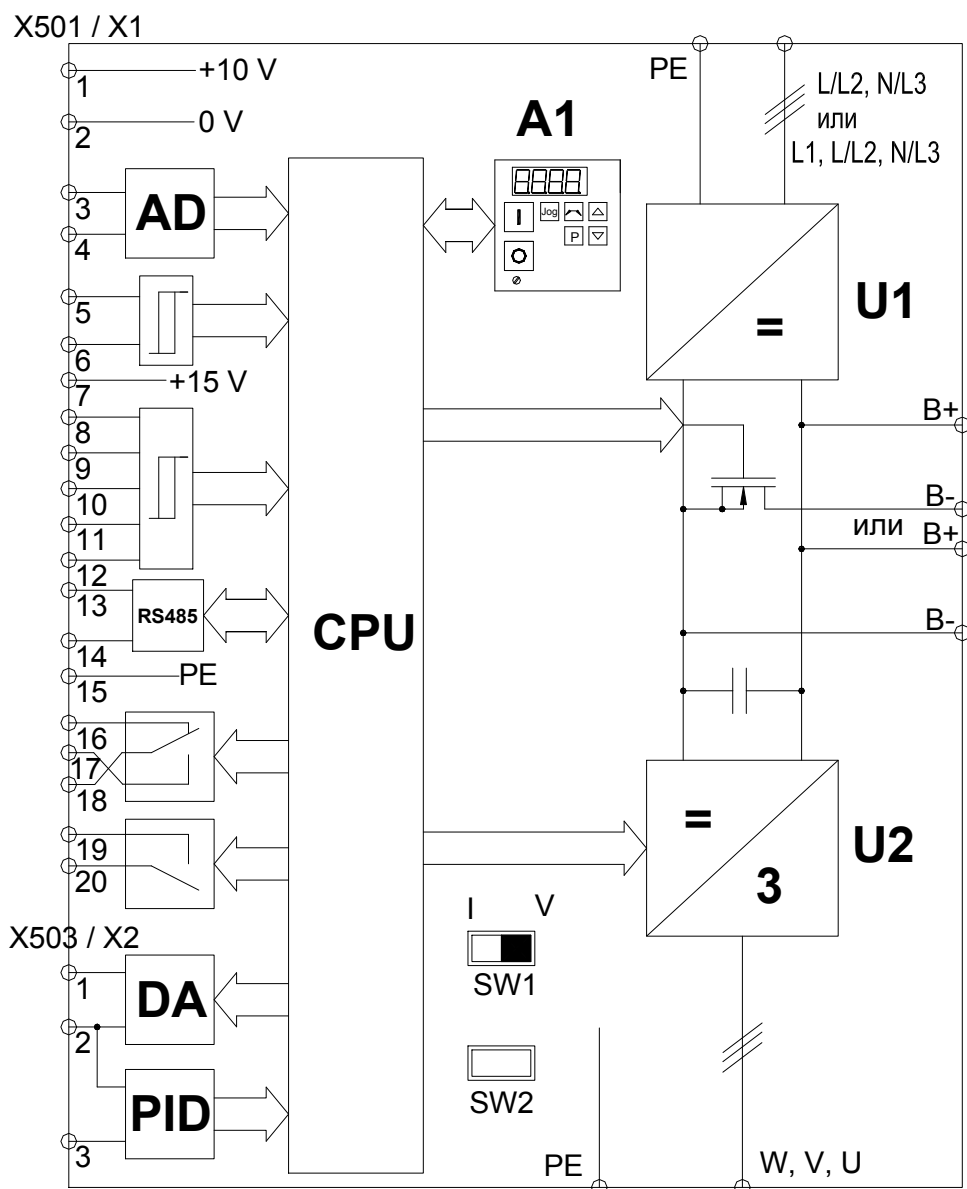 X501 / X1
1
+10 V
2
0 V
3
4
AD
5
6
7
+15 V
8
9
10
11
12
13
14
RS485
15
PE
16
17
18
19
20
X503 / X2
1
2
DA
3
PID
CPU
A1
8888
I
Jog
P
O
PE
L/L2, N/L3
или
L1, L/L2, N/L3
=
U1
B+
B-
или
B+
B-
=
3
U2
I V
SW1
SW2
PE
W, V, U